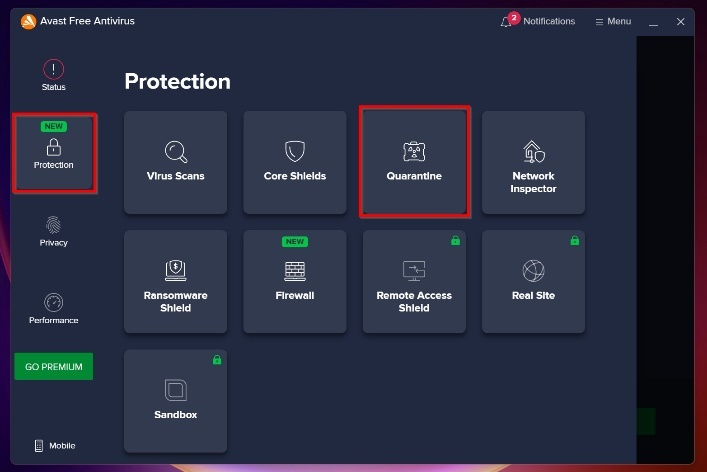 Avast Free Antivirus
2
Notifications
Menu
Status
NEW
Protection
Privacy
Performance
GO PREMIUM
Mobile
Protection
Virus Scans
Core Shields
Quarantine
Network
Inspector
Ransomware
Shield
NEW
Firewall
Remote Access
Shield
Real Site
Sandbox